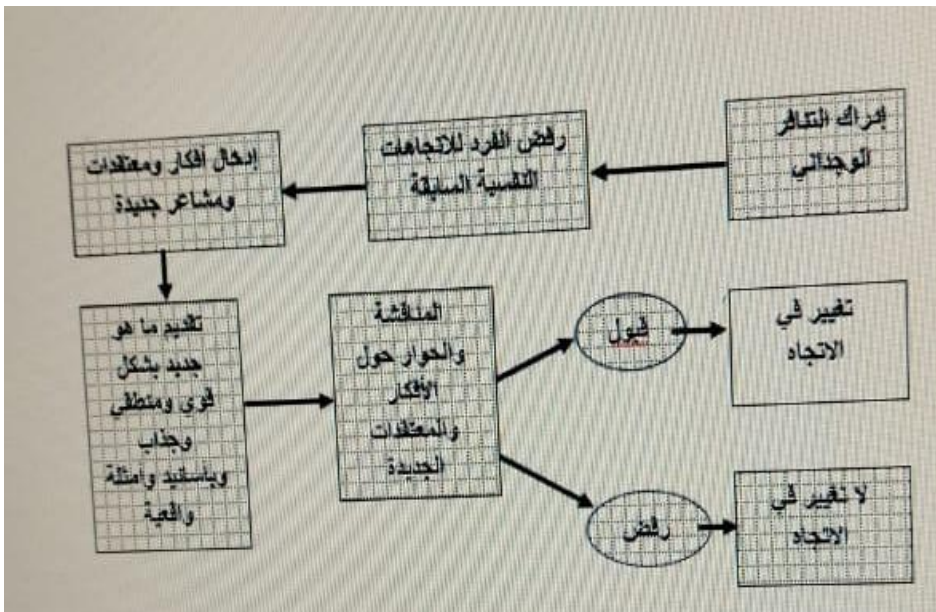 إدراك التنافر
الوجداني
رفض الفرد للاتجاهات
النفسية السابقة
إدخال أفكار ومعتقدات
ومشاعر جديدة
تقديم ما هو
جديد بشكل
قوي ومنطقي
وجذاب
وبأسانيد وامثلة
واقعية
المناقشة
والحوار حول
الأفكار
والمعتقدات
الجديدة
قبول
تغيير في
الاتجاه
رفض
لا تغيير في
الاتجاه